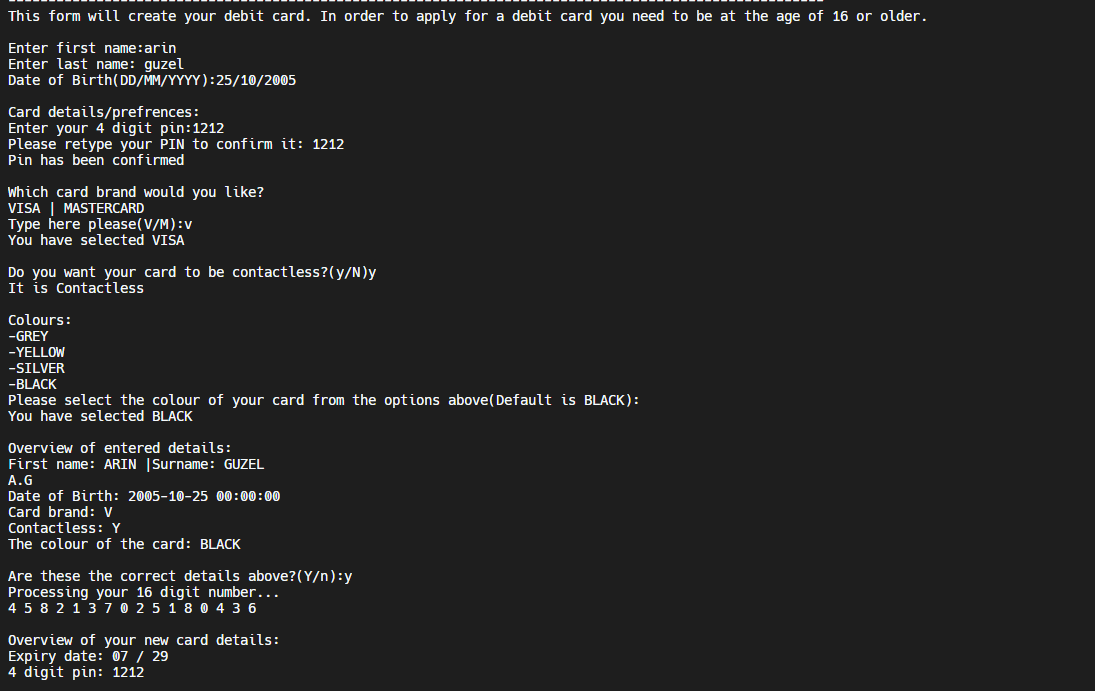 This form will create your debit card. In order to apply for a debit card you need to be at the age of 16 or older.
Enter first name:arin
Enter last name: guzel
Date of Birth(DD/MM/YYYY):25/10/2005
Card details/prefrences:
Enter your 4 digit pin:1212
Please retype your PIN to confirm it: 1212
Pin has been confirmed
Which card brand would you like?
VISA | MASTERCARD
Type here please(V/M):v
You have selected VISA
Do you want your card to be contactless?(y/N)y
It is Contactless
Colours:
-GREY
-YELLOW
-SILVER
-BLACK
Please select the colour of your card from the options above(Default is BLACK):
You have selected BLACK
Overview of entered details:
First name: ARIN |Surname: GUZEL
A.G
Date of Birth: 2005-10-25 00:00:00
Card brand: V
Contactless: Y
The colour of the card: BLACK
Are these the correct details above?(Y/n):y
Processing your 16 digit number...
4 5 8 2 1 3 7 0 2 5 1 8 0 4 3 6
Overview of your new card details:
Expiry date: 07 / 29
4 digit pin: 1212